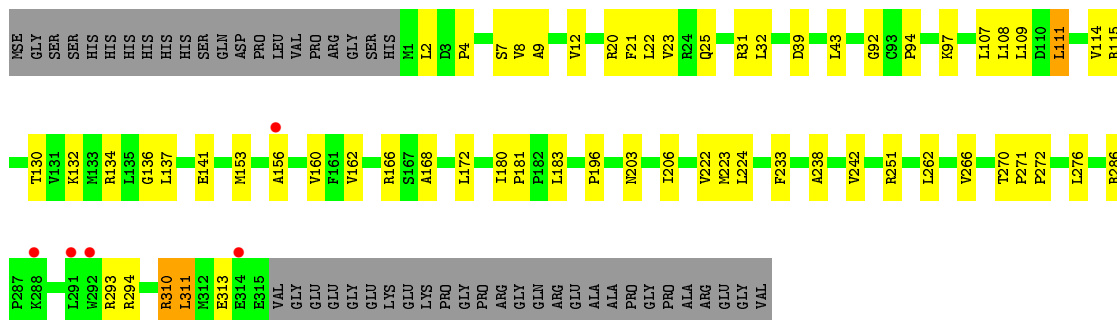 MSE GLY SER SER HIS HIS HIS HIS HIS HIS SER GLN ASP PRO LEU VAL PRO ARG GLY SER HIS M1 L2 D3 P4 S7 V8 A9 V12 R20 F21 L22 V23 R24 Q25 R31 L32 D39 L43 G92 C93 P94 K97 L107 L108 L109 D110 L111 V114 R115
T130 V131 K132 M133 R134 L135 G136 L137 E141 M153 A156 V160 F161 V162 R166 S167 A168 L172 I180 P181 P182 L183 P196 N203 I206 V222 M223 L224 F233 A238 V242 R251 L262 V266 T270 P271 P272 L276 R286
P287 K288 L291 W292 R293 R294 R310 L311 M312 E313 E314 E315 VAL GLY GLU GLU GLY GLU LYS GLU LYS PRO GLY PRO ARG GLY GLN ARG GLU ALA ALA PRO GLY PRO ALA ARG GLU GLY VAL